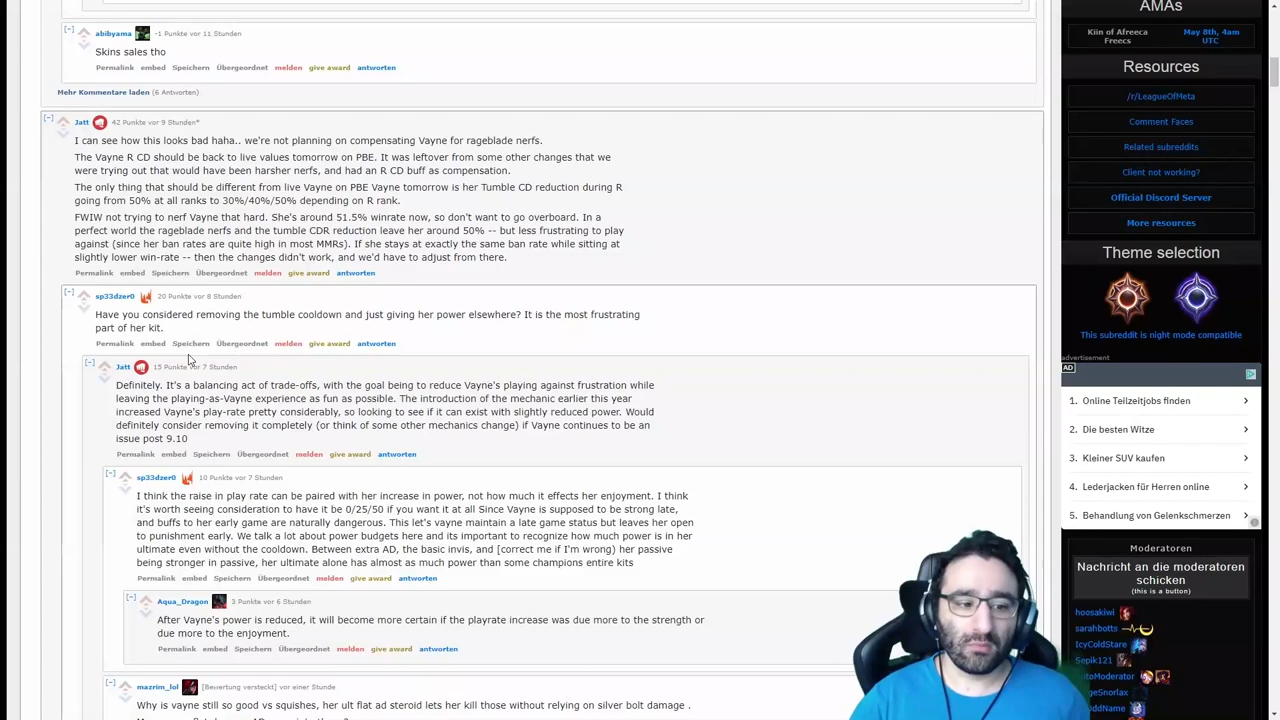 [-]
abibyama -1 Punkte vor 11 Stunden
Skins sales tho
Permalink embed Speichern Übergeordnet melden give award antworten
Mehr Kommentare laden (6 Antworten)
[-]
Jatt 42 Punkte vor 9 Stunden*
I can see how this looks bad haha.. we're not planning on compensating Vayne for rageblade nerfs.
The Vayne R CD should be back to live values tomorrow on PBE. It was leftover from some other changes that we
were trying out that would have been harsher nerfs, and had an R CD buff as compensation.
The only thing that should be different from live Vayne on PBE Vayne tomorrow is her Tumble CD reduction during R
going from 50% at all ranks to 30%/40%/50% depending on R rank.
FWIW not trying to nerf Vayne that hard. She's around 51.5% winrate now, so don't want to go overboard. In a
perfect world the rageblade nerfs and the tumble CDR reduction leave her around 50% -- but less frustrating to play
against (since her ban rates are quite high in most MMRs). If she stays at exactly the same ban rate while sitting at
slightly lower win-rate -- then the changes didn't work, and we'd have to adjust from there.
Permalink embed Speichern Übergeordnet melden give award antworten
[-]
sp33dzer0 20 Punkte vor 8 Stunden
Have you considered removing the tumble cooldown and just giving her power elsewhere? It is the most frustrating
part of her kit.
Permalink embed Speichern Übergeordnet melden give award antworten
[-]
Jatt 15 Punkte vor 7 Stunden
Definitely. It's a balancing act of trade-offs, with the goal being to reduce Vayne's playing against frustration while
leaving the playing-as-Vayne experience as fun as possible. The introduction of the mechanic earlier this year
increased Vayne's play-rate pretty considerably, so looking to see if it can exist with slightly reduced power. Would
definitely consider removing it completely (or think of some other mechanics change) if Vayne continues to be an
issue post 9.10
Permalink embed Speichern Übergeordnet melden give award antworten
[-]
sp33dzer0 10 Punkte vor 7 Stunden
I think the raise in play rate can be paired with her increase in power, not how much it effects her enjoyment. I think
it's worth seeing consideration to have it be 0/25/50 if you want it at all Since Vayne is supposed to be strong late,
and buffs to her early game are naturally dangerous. This let's vayne maintain a late game status but leaves her open
to punishment early. We talk a lot about power budgets here and its important to recognize how much power is in her
ultimate even without the cooldown. Between extra AD, the basic invis, and [correct me if I'm wrong) her passive
being stronger in passive, her ultimate alone has almost as much power than some champions entire kits
Permalink embed Speichern Übergeordnet melden give award antworten
[-]
Aqua_Dragon 3 Punkte vor 6 Stunden
After Vayne's power is reduced, it will become more certain if the playrate increase was due more to the strength or
due more to the enjoyment.
Permalink embed Speichern Übergeordnet melden give award antworten
[-]
mazrim_lol [Bewertung versteckt] vor einer Stunde
Why is vayne still so good vs squishes, her ult flat ad steroid lets her kill those without relying on silver bolt damage .
AMAs
Kiin of Afreeca
Freecs
May 8th, 4am
UTC
Resources
/r/LeagueOfMeta
Comment Faces
Related subreddits
Client not working?
Official Discord Server
More resources
Theme selection
This subreddit is night mode compatible
advertisement
AD
1. Online Teilzeitjobs finden
2. Die besten Witze
3. Kleiner SUV kaufen
4. Lederjacken für Herren online
5. Behandlung von Gelenkschmerzen
Moderatoren
Nachricht an die moderatoren
schicken
(this is a button)
hoosakiwi
sarahbotts
IcyColdStare
Sepik121
utoModerator
geSnorlax
ddName